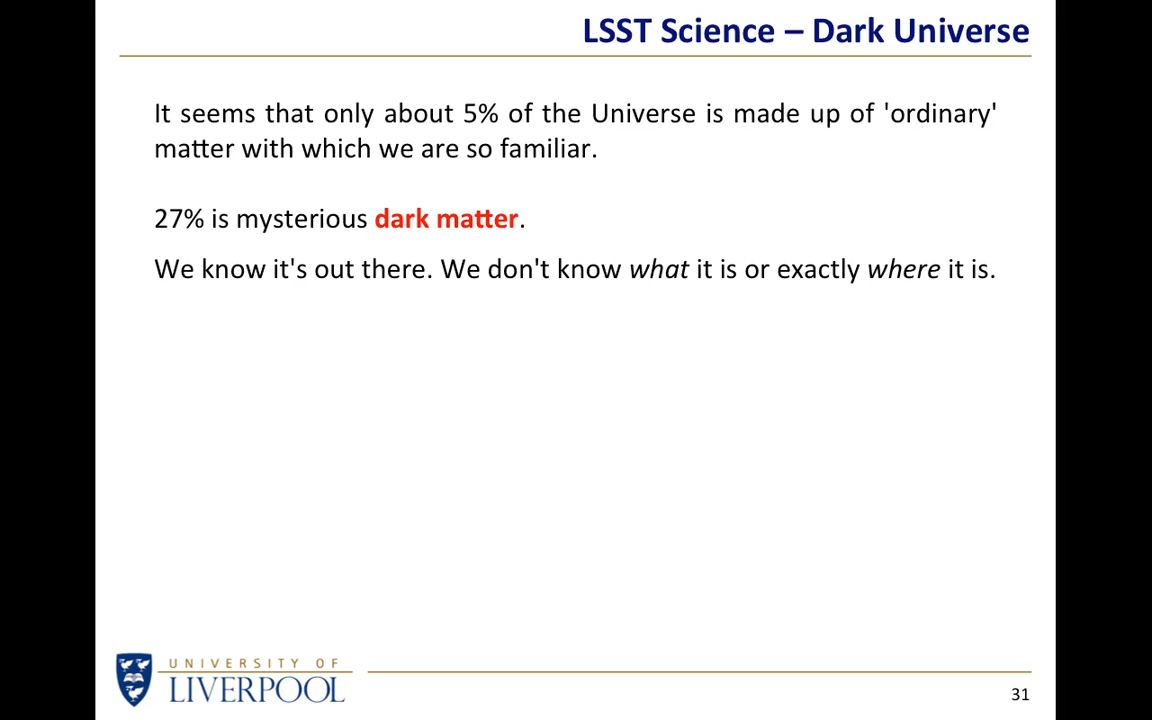 LSST Science – Dark Universe
It seems that only about 5% of the Universe is made up of 'ordinary'
matter with which we are so familiar.
27% is mysterious dark matter.
We know it's out there. We don't know what it is or exactly where it is.
UNIVERSITY OF
LIVERPOOL
31